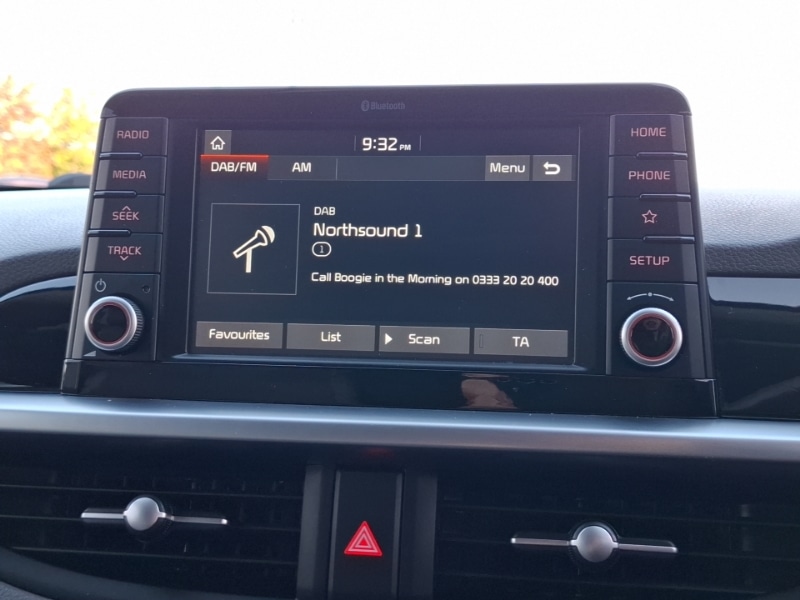 Bluetooth
RADIO
MEDIA
SEEK
TRACK
9:32 PM
DAB/FM
AM
Menu
DAB
Northsound 1
1
Call Boogie in the Morning on 0333 20 20 400
Favourites
List
Scan
TA
HOME
PHONE
SETUP